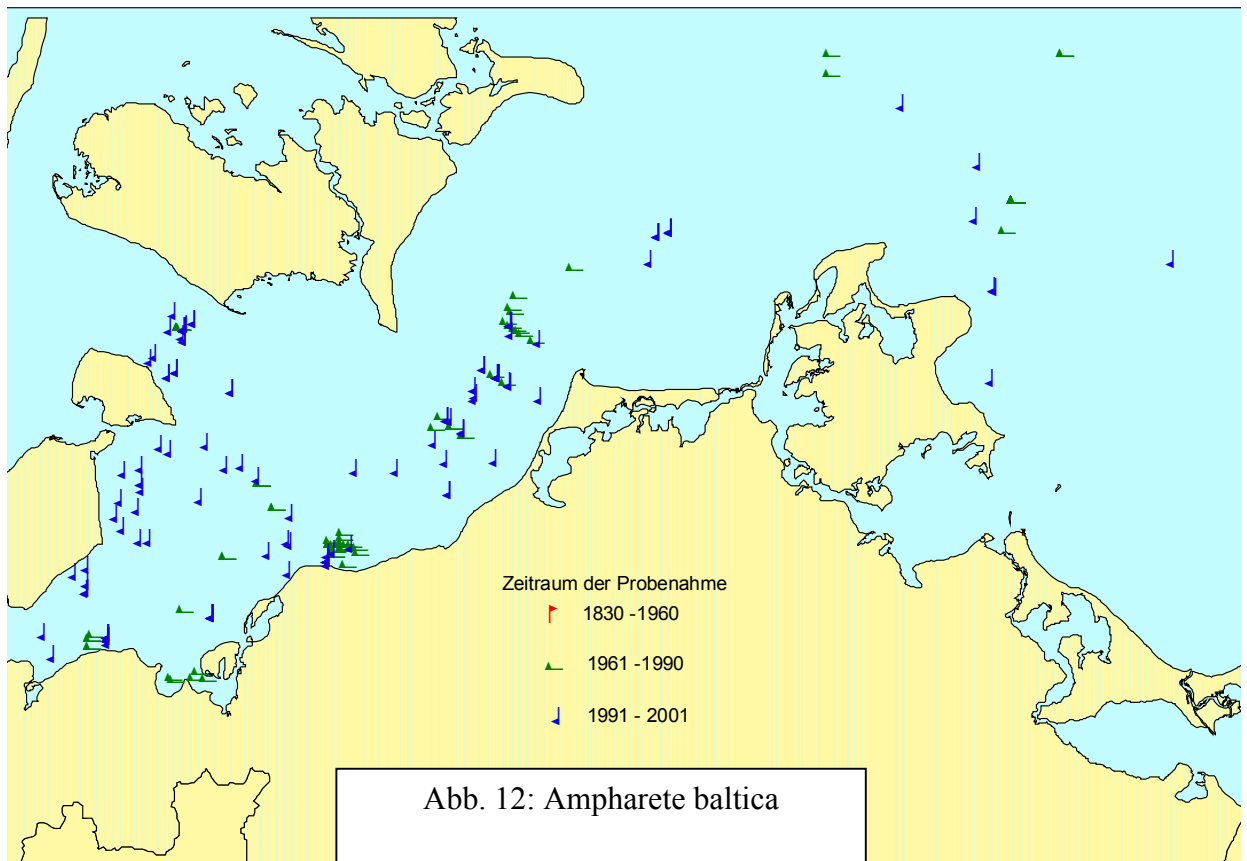 Zeitraum der Probenahme
1830 -1960
1961 -1990
1991 - 2001
Abb. 12: Ampharete baltica